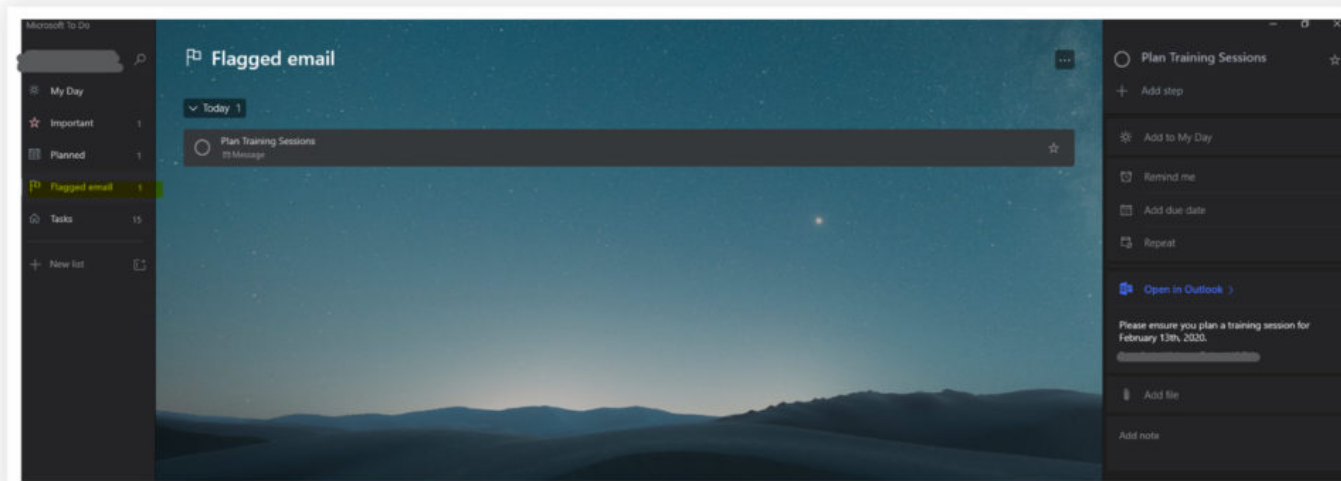 Microsoft To Do
My Day
Important 1
Planned 1
Flagged email 1
Tasks 15
New list
Flagged email
Today 1
Plan Training Sessions
Message
Plan Training Sessions
Add step
Add to My Day
Remind me
Add due date
Repeat
Open in Outlook
Please ensure you plan a training session for
February 13th, 2020.
Add file
Add note